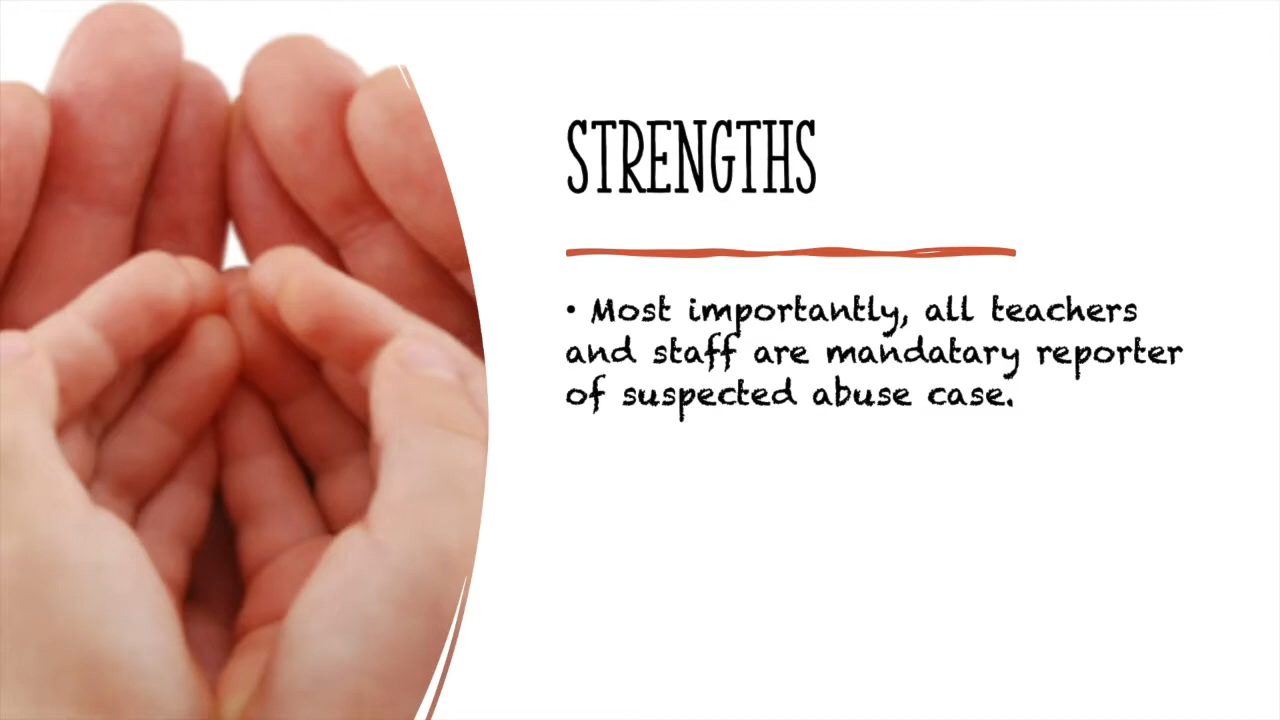 STRENGTHS
• Most importantly, all teachers
and staff are mandatary reporter
of suspected abuse case.